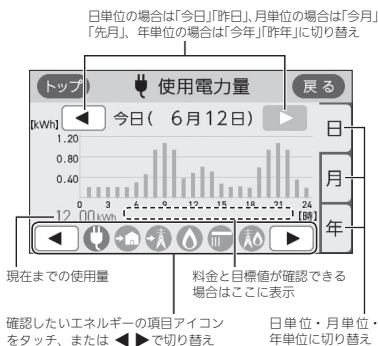 日単位の場合は「今日」「昨日」、月単位の場合は「今月」
「先月」、年単位の場合は「今年」「昨年」に切り替え
トップ
使用電力量
戻る
[kWh]
◀ 今日( 6月12日) ▶
日
1.20
0.80
0.40
月
0 3 6 9 12 15 18 21 24
[時]
12.00kWh
年
◀ ▶
現在までの使用量
料金と目標値が確認できる
場合はここに表示
確認したいエネルギーの項目アイコン
をタッチ、または ◀ ▶で切り替え
日単位・月単位・
年単位に切り替え